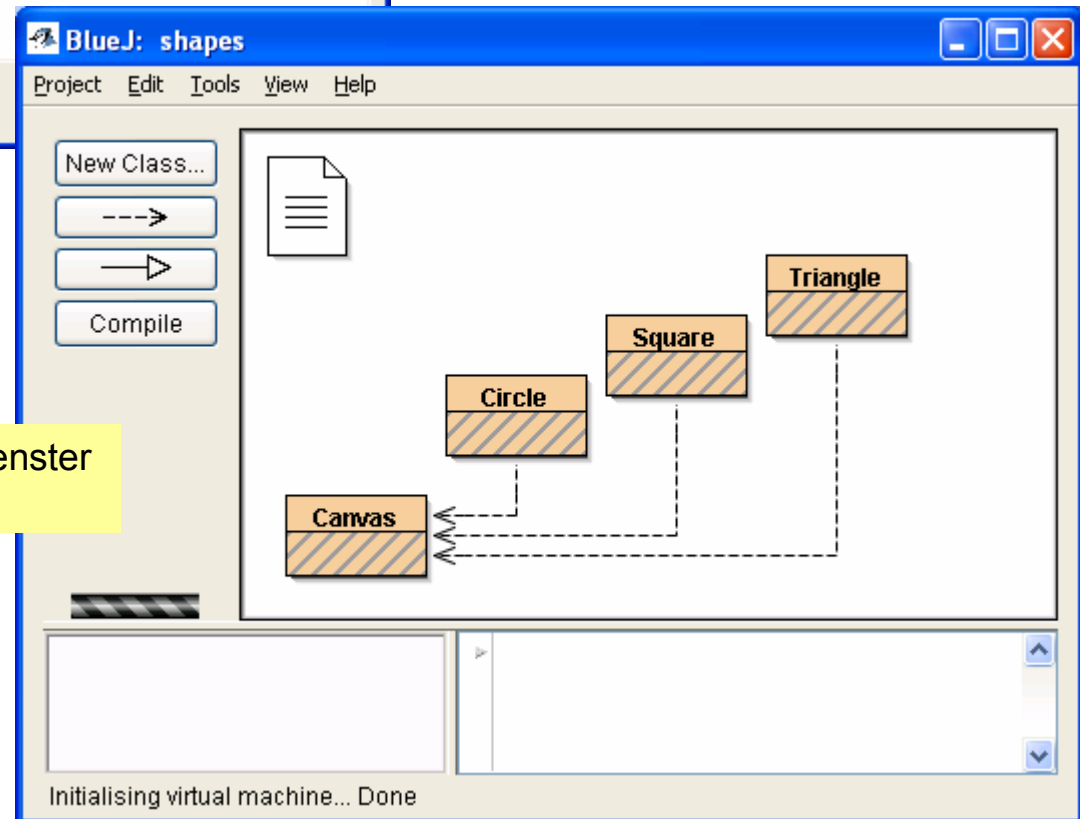 BlueJ: shapes
Project Edit Tools View Help
New Class...
Compile
Triangle
Square
Circle
Canvas
enster
Initialising virtual machine... Done